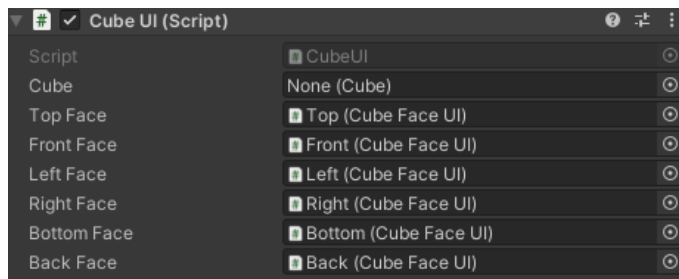 Cube UI (Script)
Script CubeUI
Cube None (Cube)
Top Face Top (Cube Face UI)
Front Face Front (Cube Face UI)
Left Face Left (Cube Face UI)
Right Face Right (Cube Face UI)
Bottom Face Bottom (Cube Face UI)
Back Face Back (Cube Face UI)